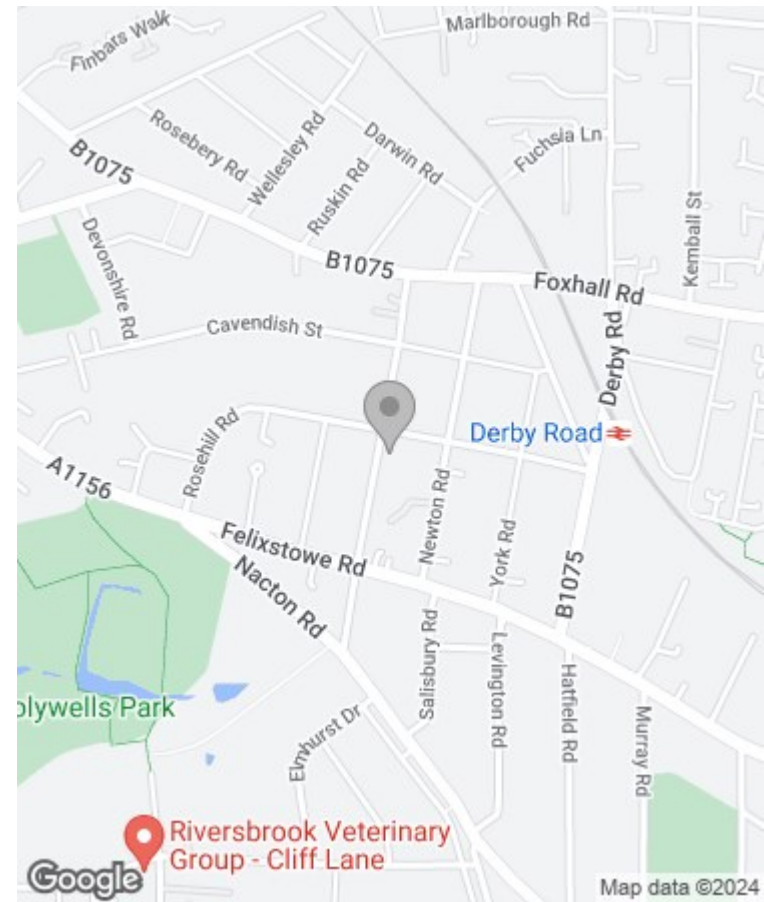 Marlborough Rd
Finbars Walk
Rosebery Rd
Wellesley Rd
Darwin Rd
Fuchsia Ln
B1075
Ruskin Rd
Kemball St
Devonshire Rd
B1075
Foxhall Rd
Cavendish St
Derby Rd
Rosehill Rd
Derby Road
A1156
Newton Rd
Felixstowe Rd
York Rd
B1075
Nacton Rd
Salisbury Rd
Levington Rd
Hatfield Rd
olywells Park
Murray Rd
Elmhurst Dr
Riversbrook Veterinary
Group - Cliff Lane
Google
Map data ©2024